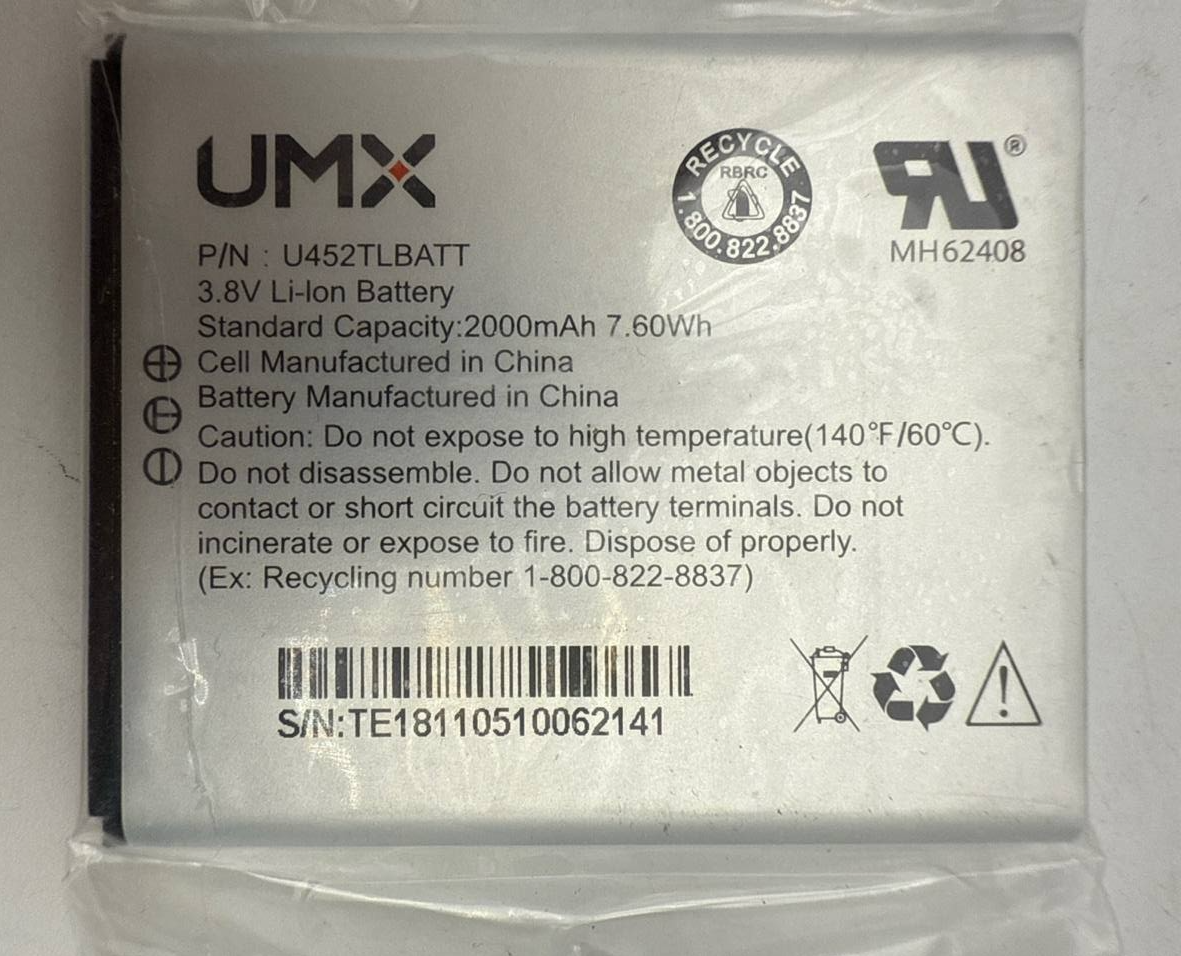 UMX
RECYCLE
RBRC
1.800.822.8837
RU®
MH62408
P/N : U452TLBATT
3.8V Li-Ion Battery
Standard Capacity:2000mAh 7.60Wh
Cell Manufactured in China
Battery Manufactured in China
Caution: Do not expose to high temperature(140°F/60℃).
Do not disassemble. Do not allow metal objects to
contact or short circuit the battery terminals. Do not
incinerate or expose to fire. Dispose of properly.
(Ex: Recycling number 1-800-822-8837)
S/N:TE18110510062141